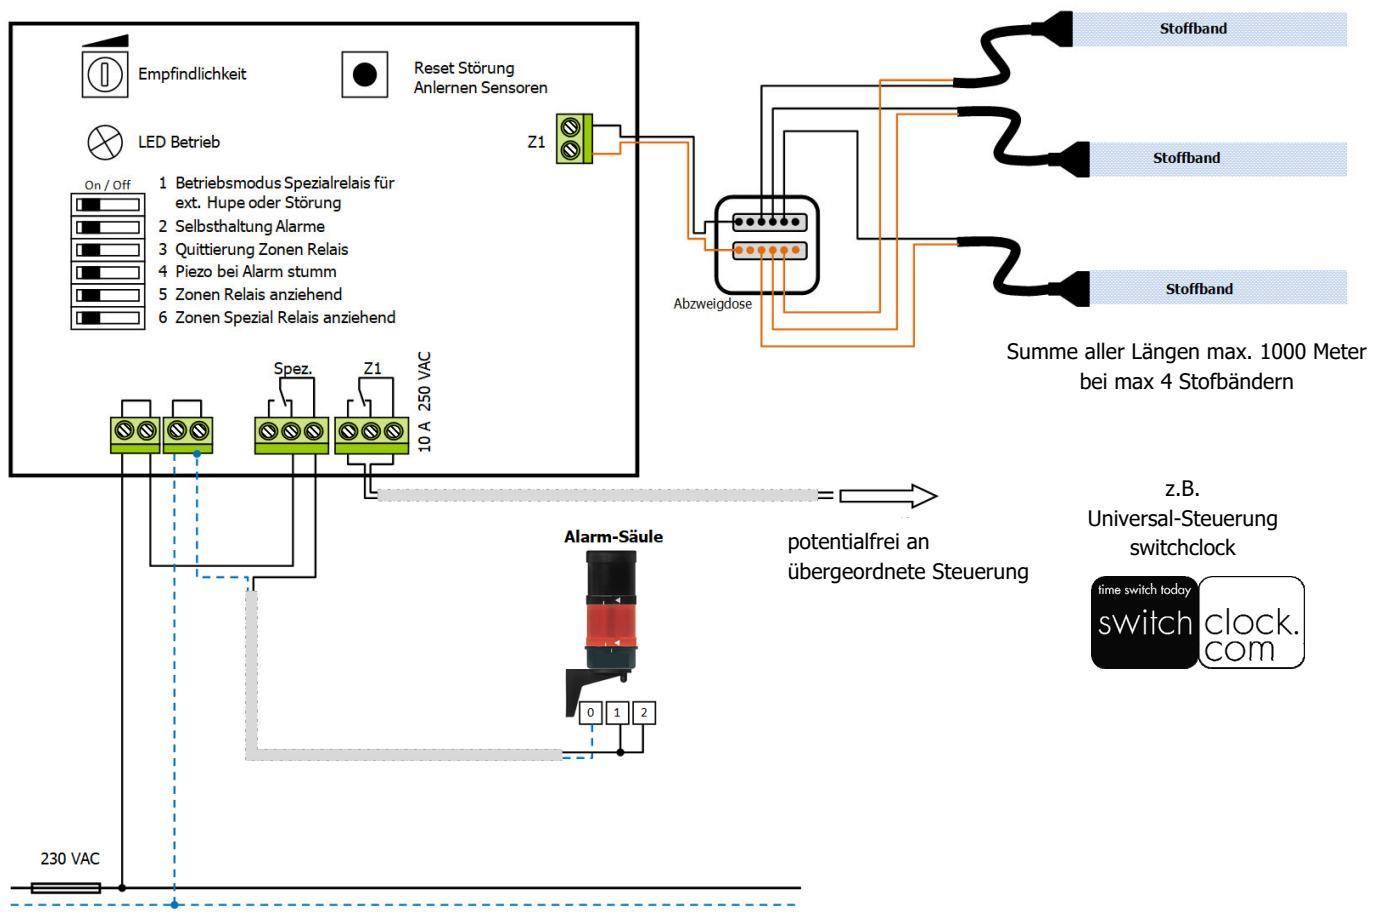 Empfindlichkeit
Reset Störung
Anlernen Sensoren
LED Betrieb
Z1
On / Off
1 Betriebsmodus Spezialrelais für
ext. Hupe oder Störung
2 Selbsthaltung Alarme
3 Quittierung Zonen Relais
4 Piezo bei Alarm stumm
5 Zonen Relais anziehend
6 Zonen Spezial Relais anziehend
Spez.
Z1
10 A 250 VAC
Abzweigdose
Stoffband
Stoffband
Stoffband
Summe aller Längen max. 1000 Meter
bei max 4 Stofbändern
z.B.
Universal-Steuerung
switchclock
time switch today
switch clock.
com
potentialfrei an
übergeordnete Steuerung
Alarm-Säule
0 1 2
230 VAC